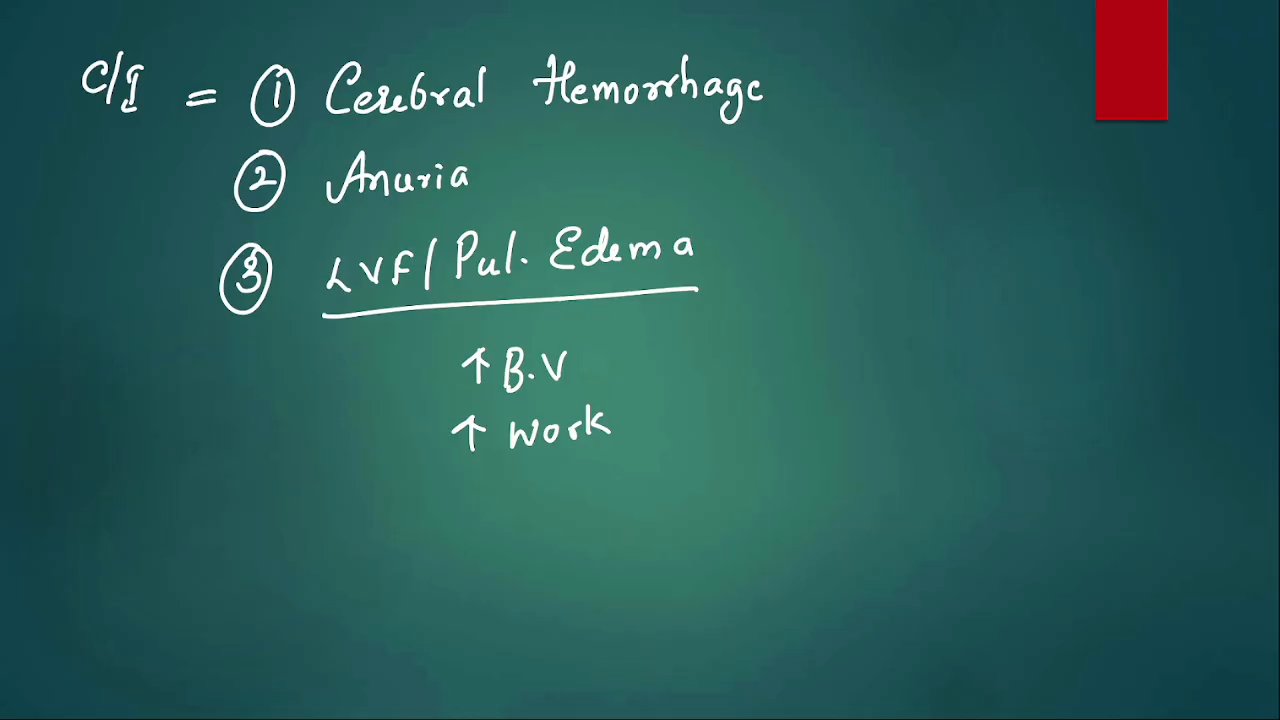 C/I = ① Cerebral Hemorrhage
② Anuria
③ LVF/Pul. Edema
↑ B.V
↑ Work